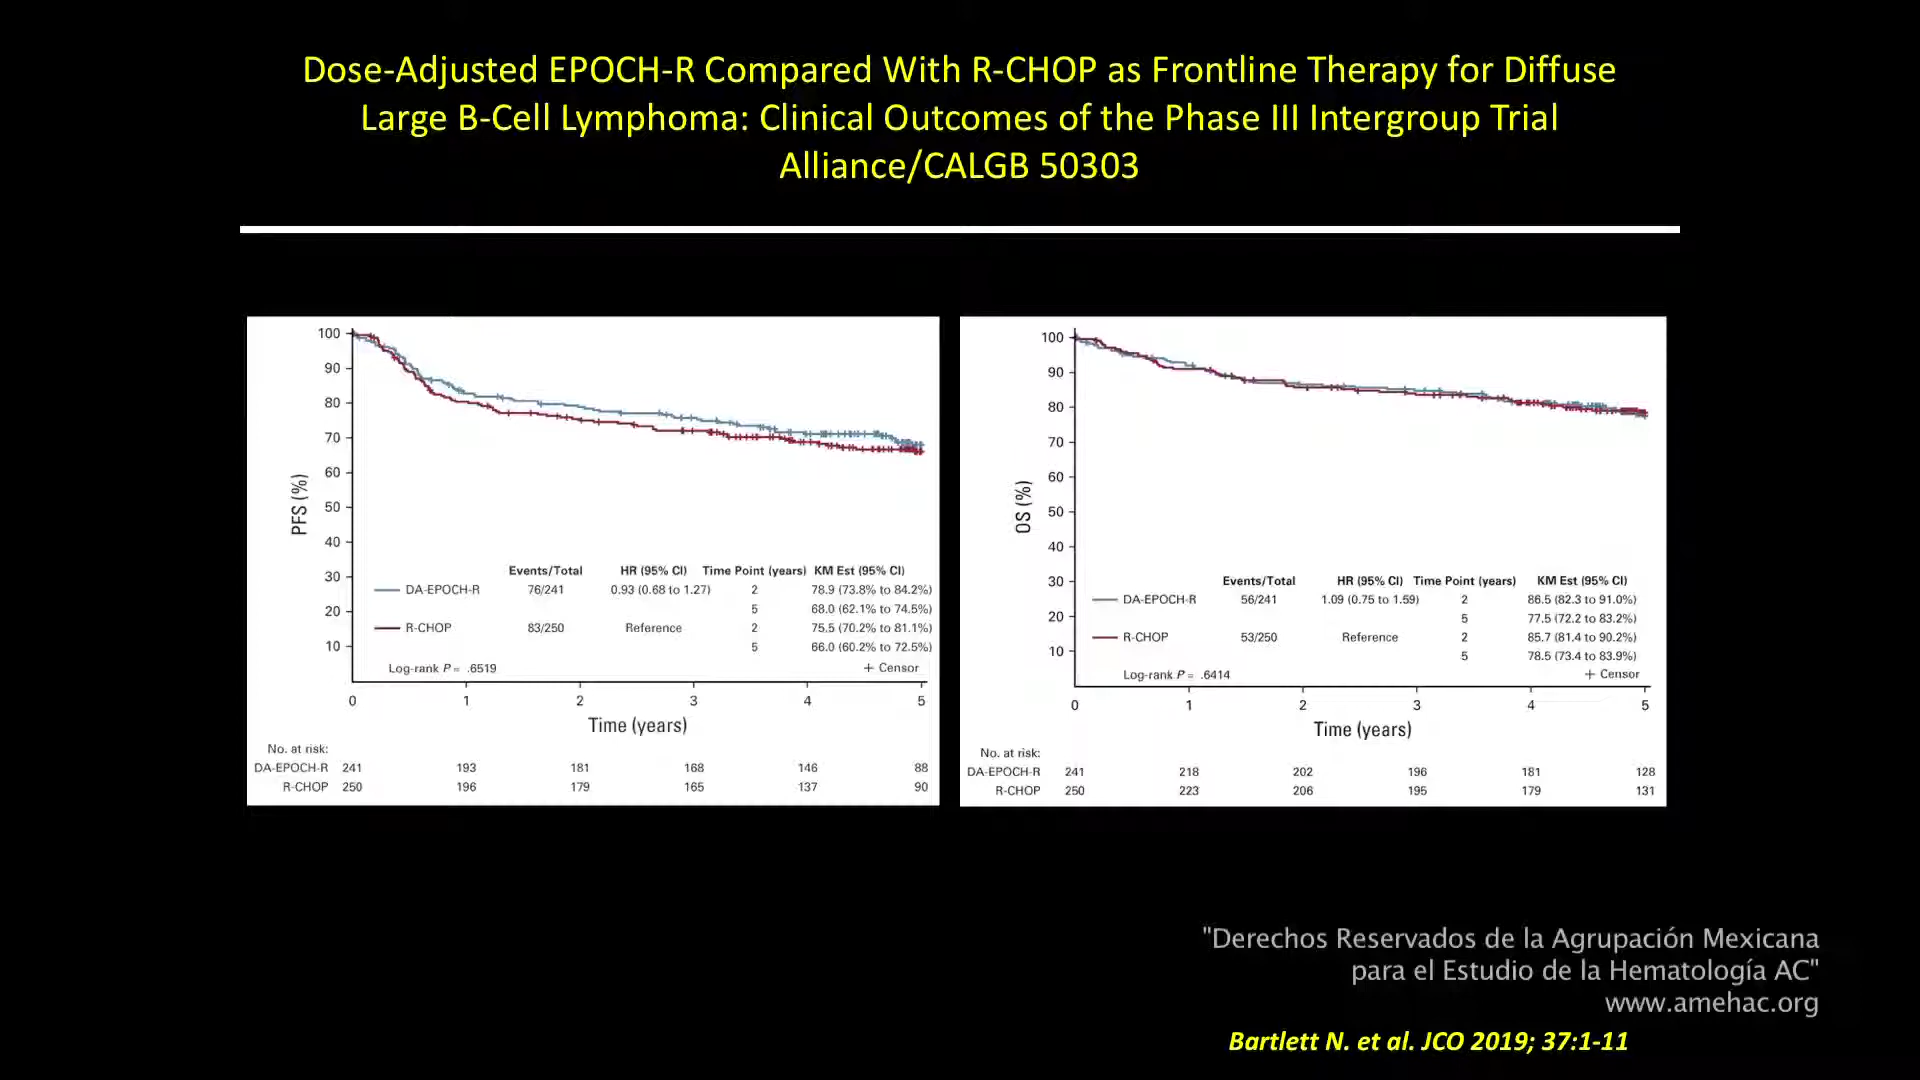 Dose-Adjusted EPOCH-R Compared With R-CHOP as Frontline Therapy for Diffuse
Large B-Cell Lymphoma: Clinical Outcomes of the Phase III Intergroup Trial
Alliance/CALGB 50303
100
90
80
70
60
50
40
30
20
10
PFS (%)
Events/Total HR (95% CI) Time Point (years) KM Est (95% CI)
DA-EPOCH-R 76/241 0.93 (0.68 to 1.27) 2 78.9 (73.8% to 84.2%)
5 68.0 (62.1% to 74.5%)
R-CHOP 83/250 Reference 2 75.5 (70.2% to 81.1%)
5 66.0 (60.2% to 72.5%)
Log-rank P = .6519 + Censor
0 1 2 3 4 5
Time (years)
No. at risk:
DA-EPOCH-R 241 193 181 168 146 88
R-CHOP 250 196 179 165 137 90
100
90
80
70
60
50
40
30
20
10
OS (%)
Events/Total HR (95% CI) Time Point (years) KM Est (95% CI)
DA-EPOCH-R 56/241 1.09 (0.75 to 1.59) 2 86.5 (82.3 to 91.0%)
5 77.5 (72.2 to 83.2%)
R-CHOP 53/250 Reference 2 85.7 (81.4 to 90.2%)
5 78.5 (73.4 to 83.9%)
Log-rank P = .6414 + Censor
0 1 2 3 4 5
Time (years)
No. at risk:
DA-EPOCH-R 241 218 202 196 181 128
R-CHOP 250 223 206 195 179 131
"Derechos Reservados de la Agrupación Mexicana
para el Estudio de la Hematología AC"
www.amehac.org
Bartlett N. et al. JCO 2019; 37:1-11